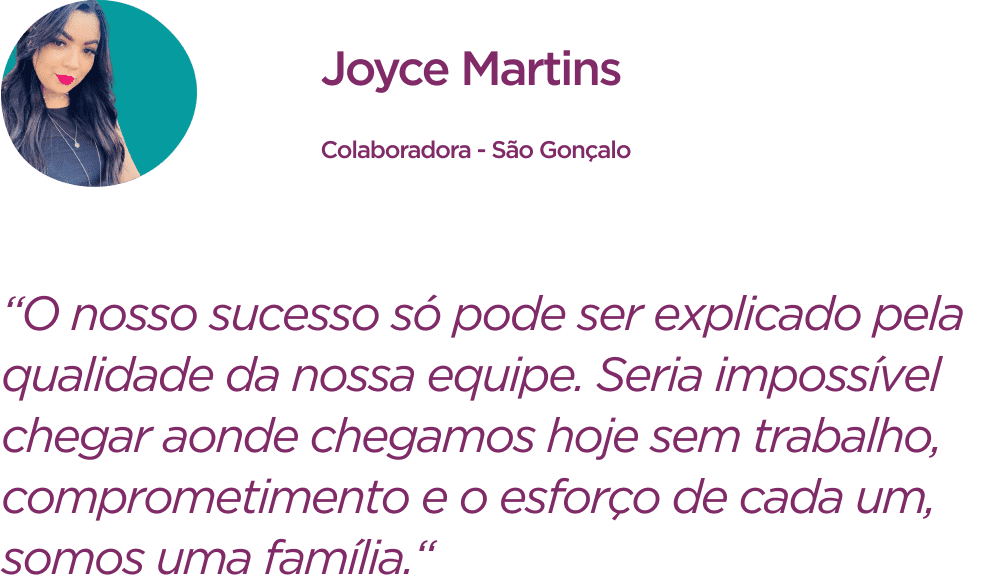 Joyce Martins
Colaboradora - São Gonçalo
“O nosso sucesso só pode ser explicado pela
qualidade da nossa equipe. Seria impossível
chegar aonde chegamos hoje sem trabalho,
comprometimento e o esforço de cada um,
somos uma família.“